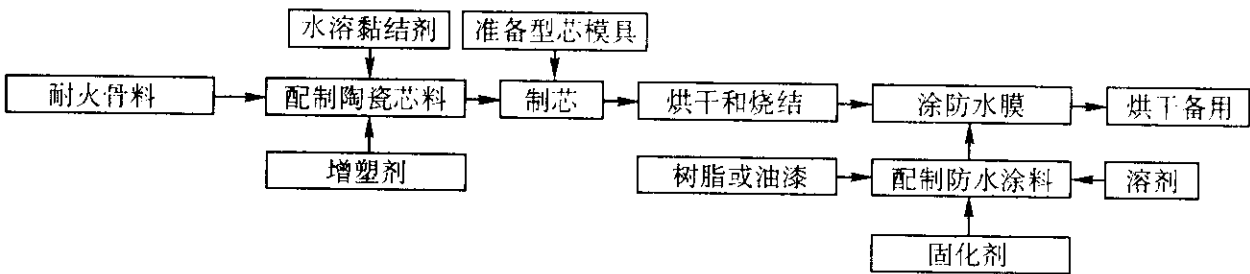 水溶黏结剂
准备型芯模具
耐火骨料
配制陶瓷芯料
制芯
烘干和烧结
涂防水膜
烘干备用
增塑剂
树脂或油漆
配制防水涂料
溶剂
固化剂